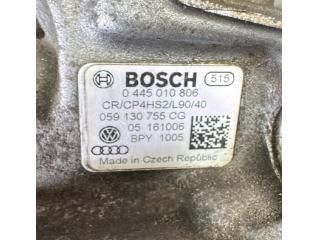 BOSCH 515
0 445 010 806
CR/CP4HS2/L90/40
059 130 755 CG
05 161006
BPY 1005
Made in Czech Republic